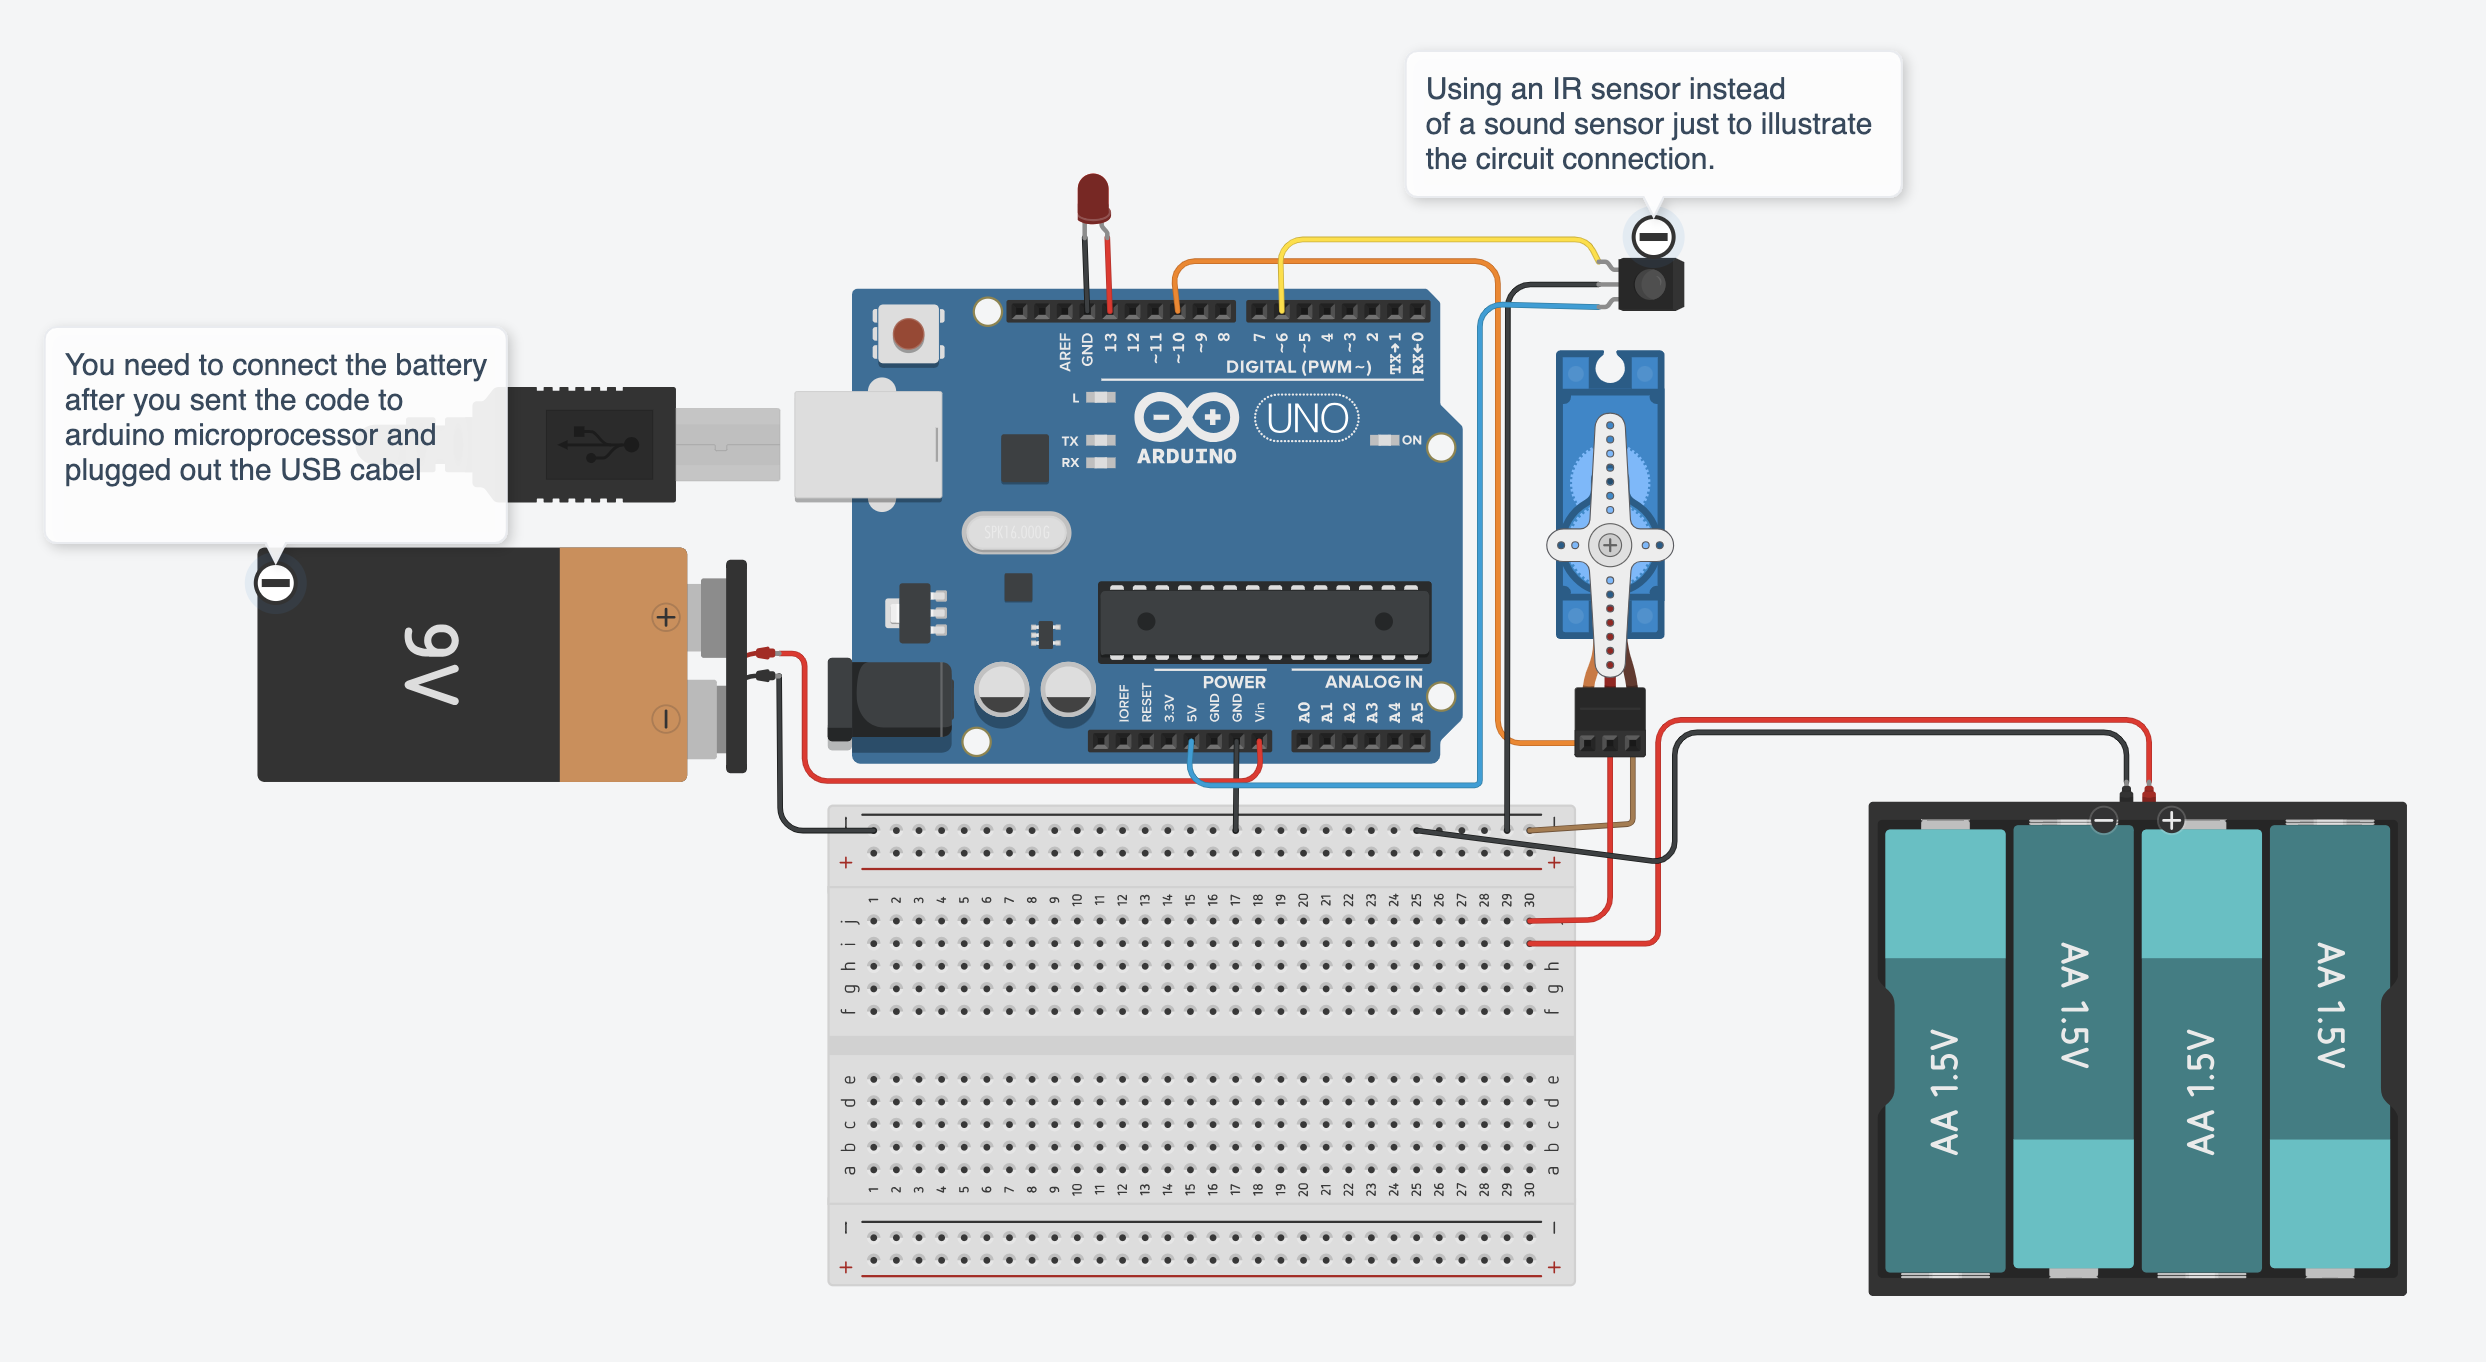 Using an IR sensor instead
of a sound sensor just to illustrate
the circuit connection.
You need to connect the battery
after you sent the code to
arduino microprocessor and
plugged out the USB cabel
AREF GND 13 12 ~11 ~10 ~9 8 7 ~6 ~5 4 ~3 2 TX→1 RX←0
DIGITAL (PWM~)
L
TX
RX
ARDUINO
UNO
ON
SPK16.000G
9V
+
−
POWER
ANALOG IN
IOREF RESET 3.3V 5V GND GND Vin A0 A1 A2 A3 A4 A5
− −
+ +
1 2 3 4 5 6 7 8 9 10 11 12 13 14 15 16 17 18 19 20 21 22 23 24 25 26 27 28 29 30
j
i
h h
g g
f f
e e
d d
c c
b b
a a
1 2 3 4 5 6 7 8 9 10 11 12 13 14 15 16 17 18 19 20 21 22 23 24 25 26 27 28 29 30
− −
+ +
− +
AA 1.5V
AA 1.5V
AA 1.5V
AA 1.5V